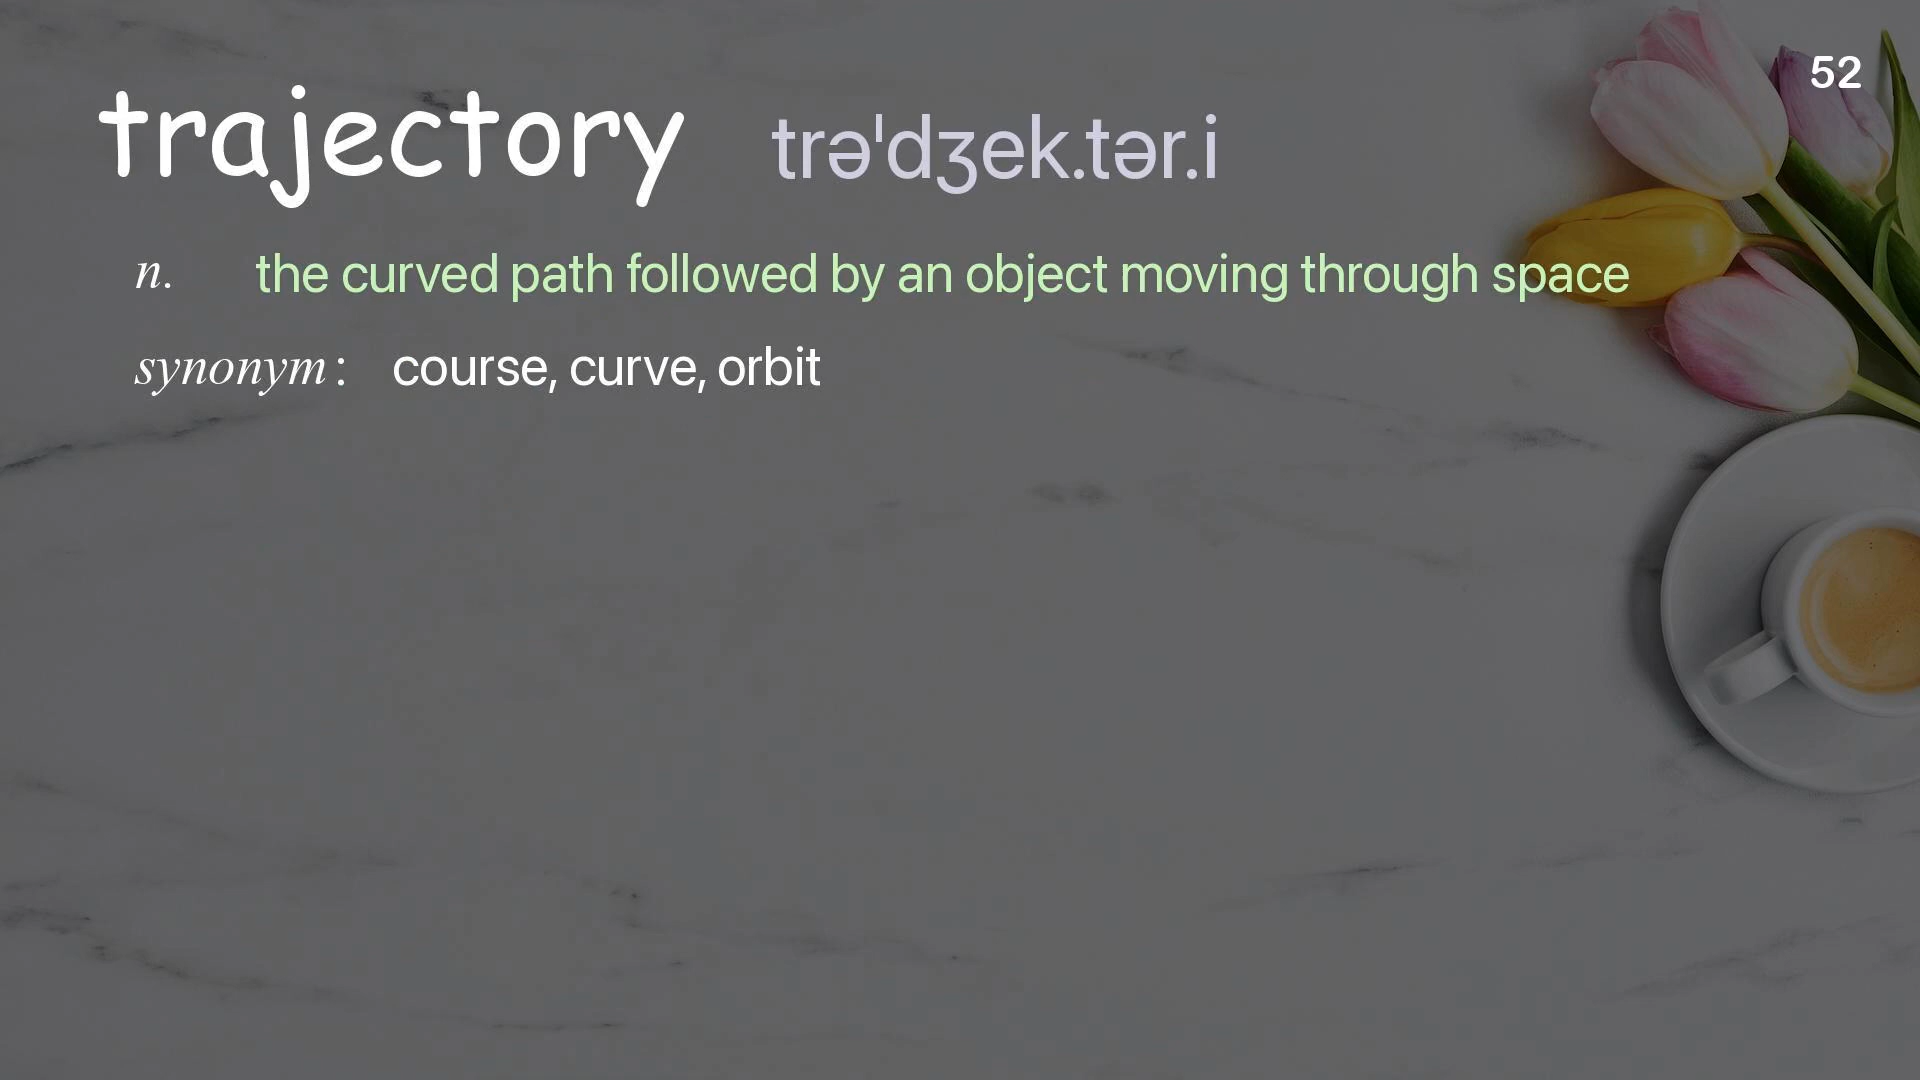 52
trajectory trəˈdʒek.tər.i
n. the curved path followed by an object moving through space
synonym: course, curve, orbit